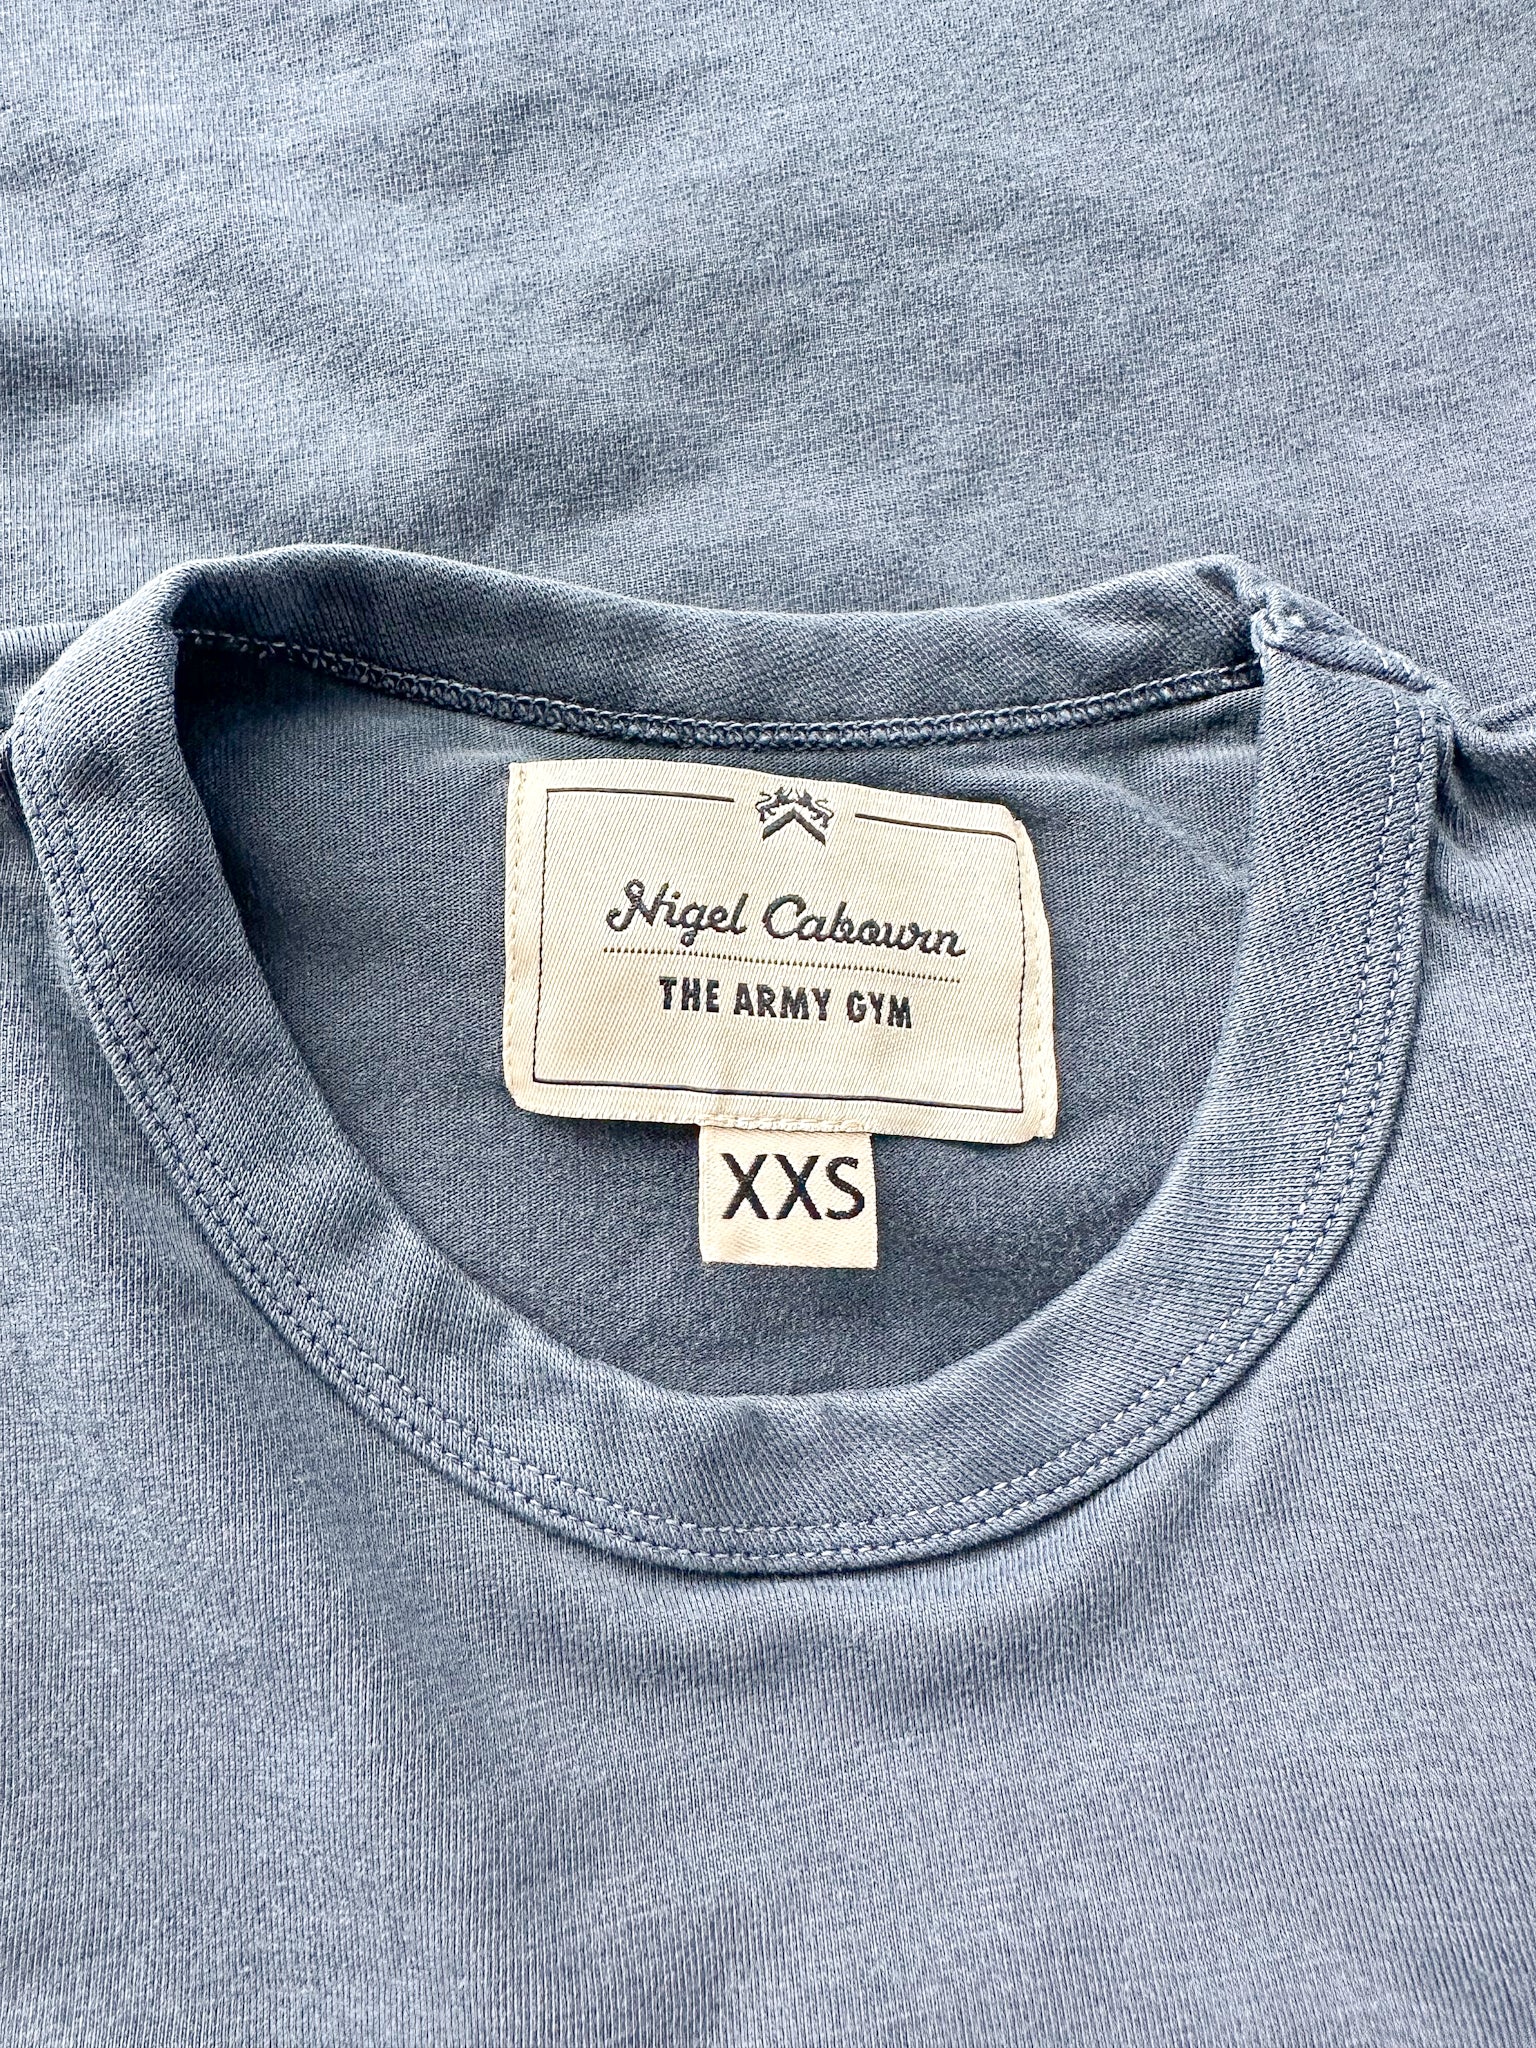 Nigel Cabourn
THE ARMY GYM
XXS